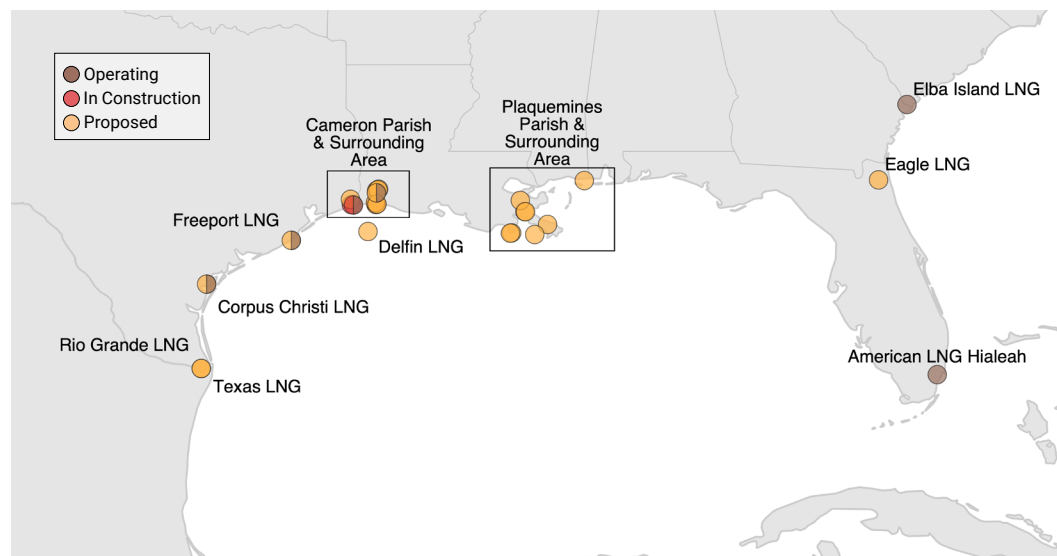 Operating
In Construction
Proposed
Elba Island LNG
Plaquemines
Parish &
Surrounding
Area
Cameron Parish
& Surrounding
Area
Eagle LNG
Freeport LNG
Delfin LNG
Corpus Christi LNG
Rio Grande LNG
American LNG Hialeah
Texas LNG